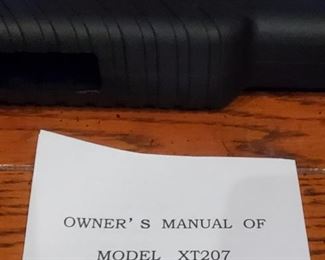 OWNER'S MANUAL OF
MODEL XT207